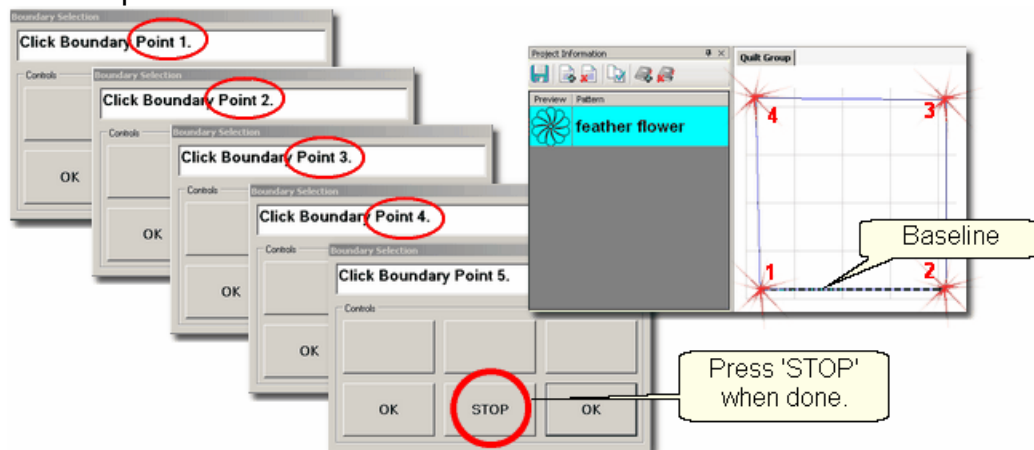 Boundary Selection
Click Boundary Point 1.
Controls
OK
Boundary Selection
Click Boundary Point 2.
Controls
OK
Boundary Selection
Click Boundary Point 3.
Controls
OK
Boundary Selection
Click Boundary Point 4.
Controls
OK
Boundary Selection
Click Boundary Point 5.
Controls
OK STOP OK
Project Information
Preview Pattern
feather flower
Quilt Group
4 3
1 2
Baseline
Press 'STOP'
when done.